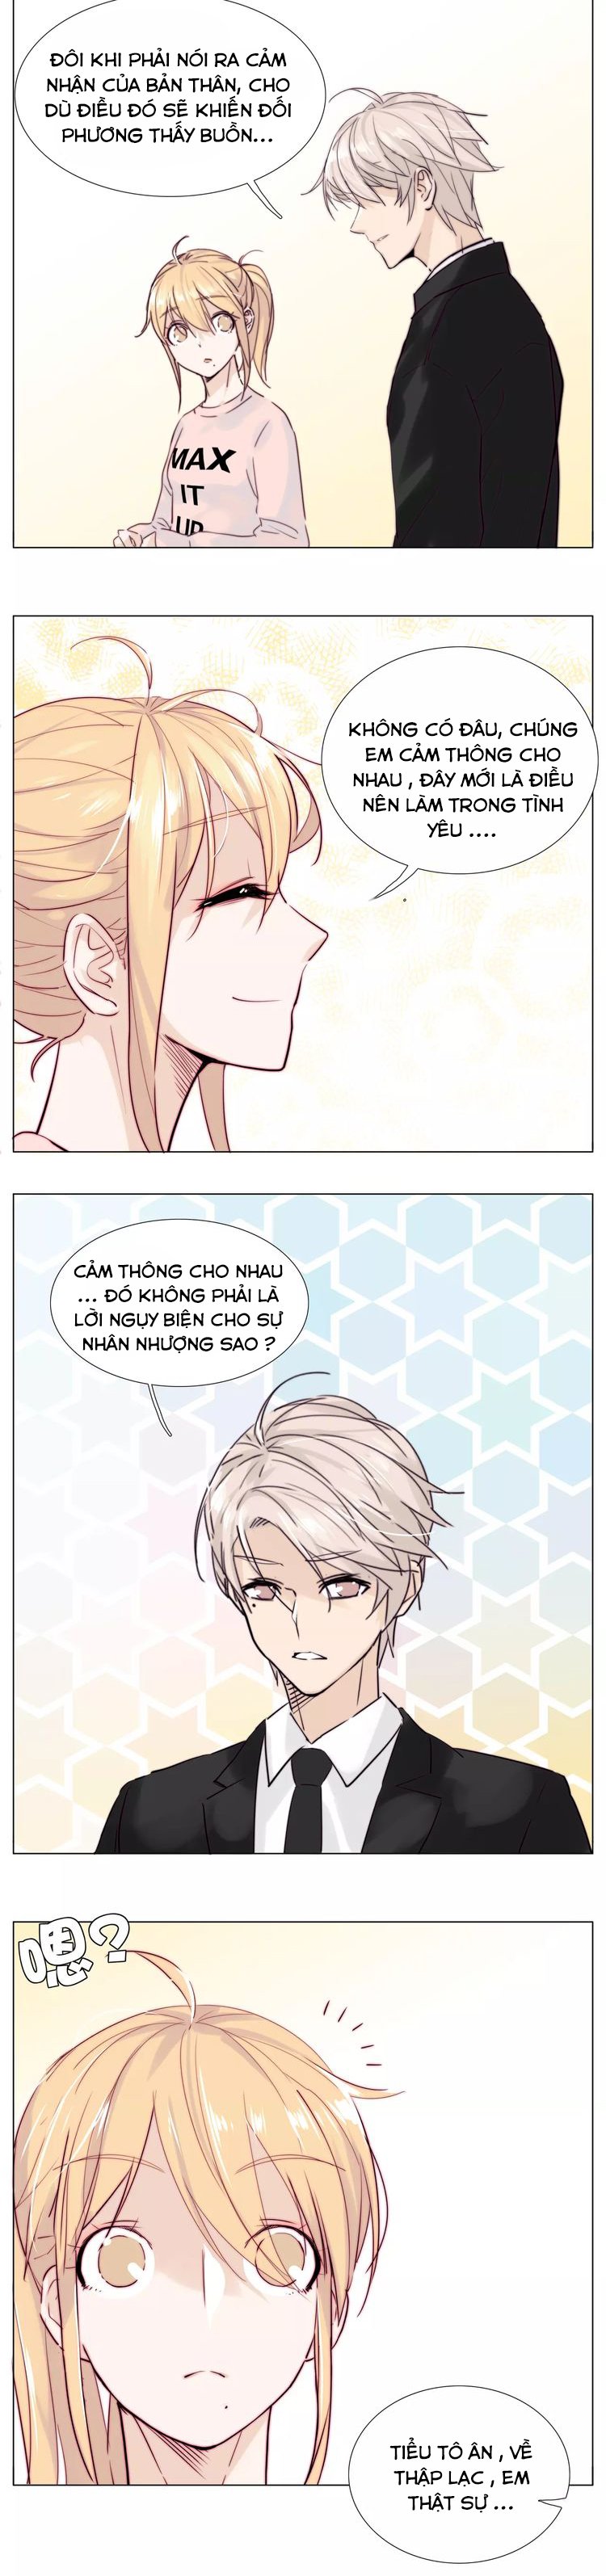 ĐÔI KHI PHẢI NÓI RA CẢM
NHẬN CỦA BẢN THÂN, CHO
DÙ ĐIỀU ĐÓ SẼ KHIẾN ĐỐI
PHƯƠNG THẤY BUỒN...
MAX
IT
UP
KHÔNG CÓ ĐÂU, CHÚNG
EM CẢM THÔNG CHO
NHAU , ĐÂY MỚI LÀ ĐIỀU
NÊN LÀM TRONG TÌNH
YÊU ....
CẢM THÔNG CHO NHAU
... ĐÓ KHÔNG PHẢI LÀ
LỜI NGỤY BIỆN CHO SỰ
NHÂN NHƯỢNG SAO ?
嗯?
TIỂU TÔ ÂN , VỀ
THẬP LẠC , EM
THẬT SỰ ...